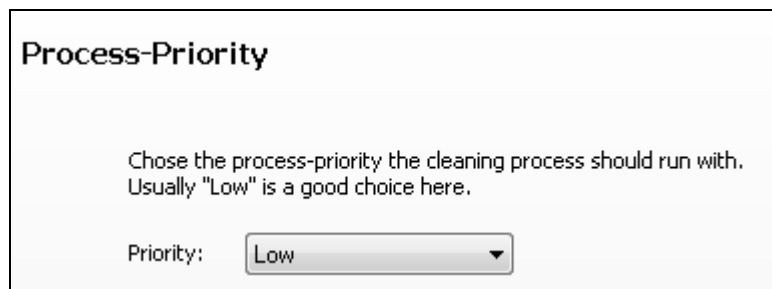 Process-Priority
Chose the process-priority the cleaning process should run with.
Usually "Low" is a good choice here.
Priority: Low